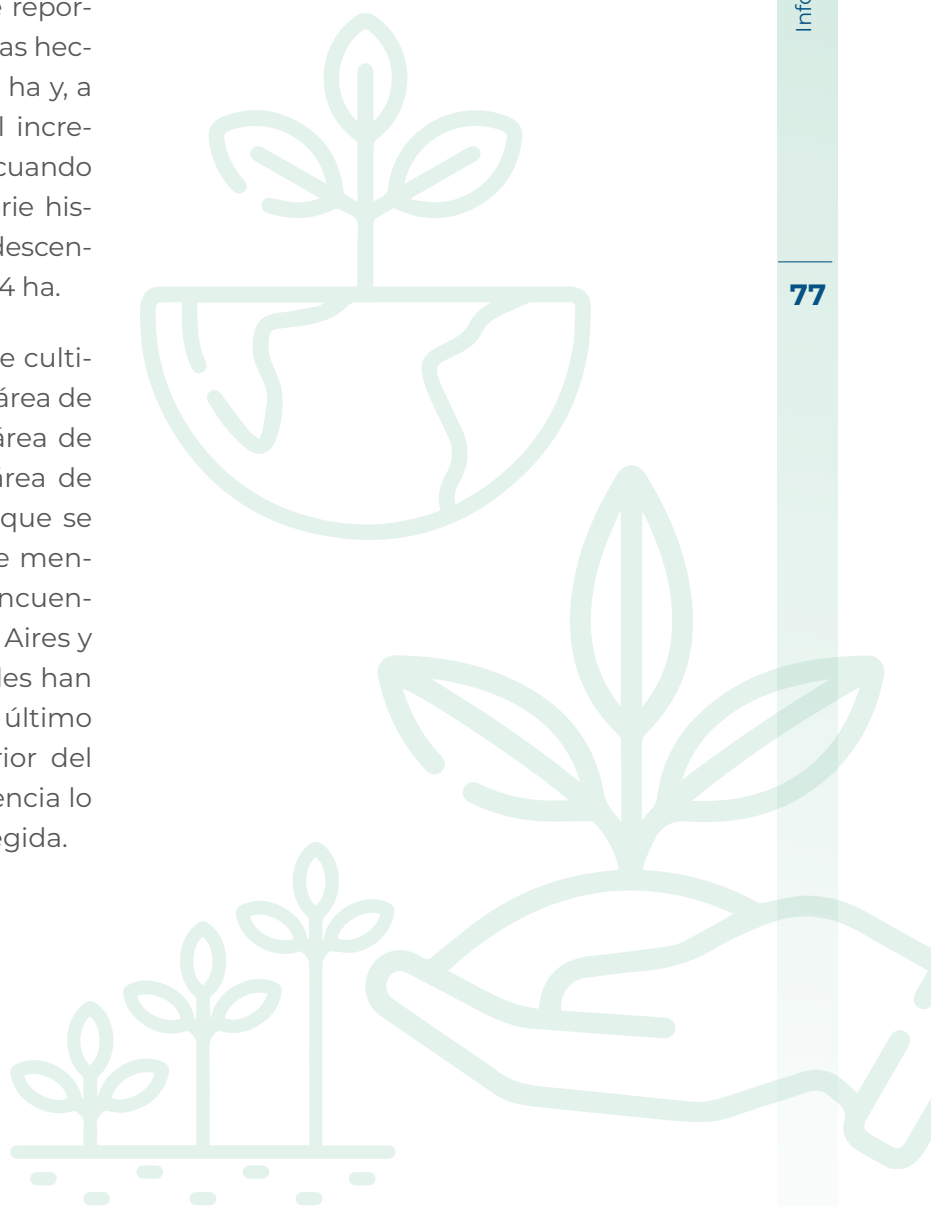 repor-
as hec-
ha y, a
incre-
cuando
rie his-
descen-
4 ha.
e culti-
área de
área de
área de
que se
e men-
ncuen-
Aires y
les han
último
rior del
encia lo
egida.
Info
77